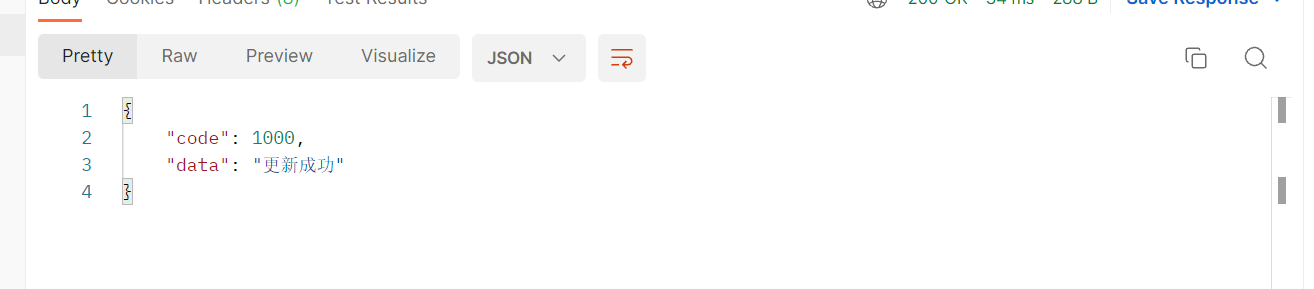 Body Cookies Headers (8) Test Results 200 OK 54 ms 288 B Save Response
Pretty Raw Preview Visualize JSON
1 {
2 "code": 1000,
3 "data": "更新成功"
4 }